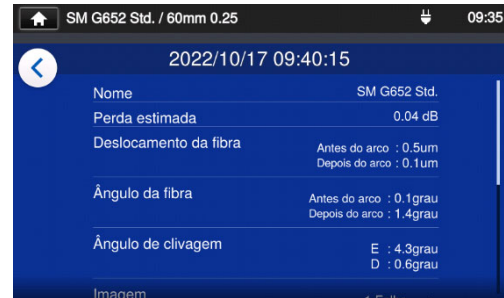 SM G652 Std. / 60mm 0.25 09:35
2022/10/17 09:40:15
Nome SM G652 Std.
Perda estimada 0.04 dB
Deslocamento da fibra Antes do arco : 0.5um
Depois do arco : 0.1um
Ângulo da fibra Antes do arco : 0.1grau
Depois do arco : 1.4grau
Ângulo de clivagem E : 4.3grau
D : 0.6grau
Imagem